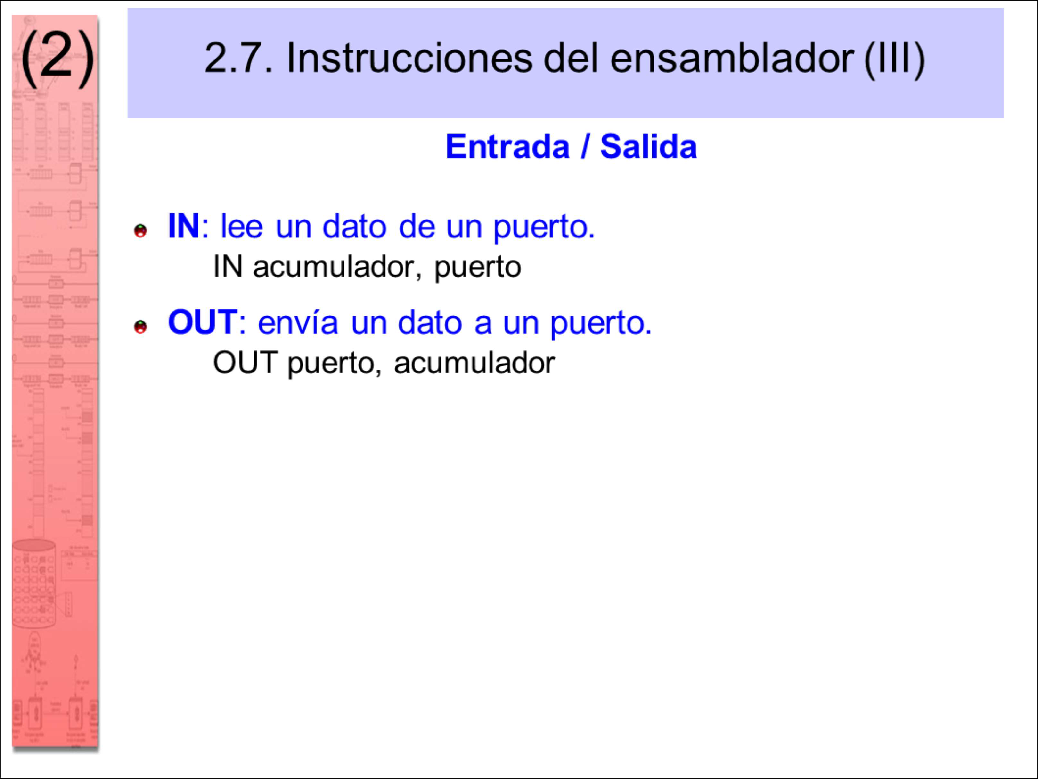 (2)
2.7. Instrucciones del ensamblador (III)
Entrada / Salida
IN: lee un dato de un puerto.
IN acumulador, puerto
OUT: envía un dato a un puerto.
OUT puerto, acumulador